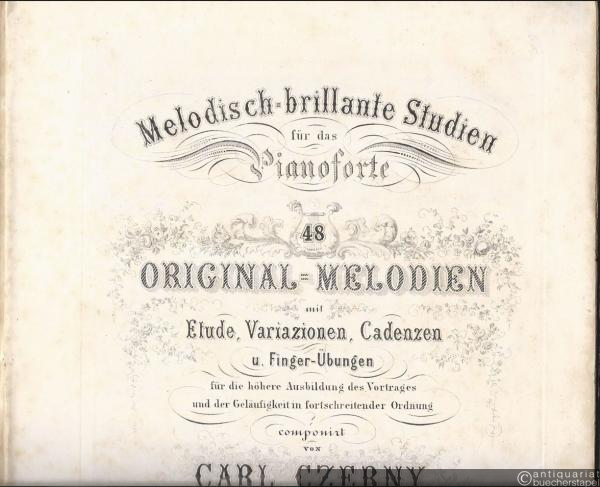 Melodisch-brillante Studien
für das
Pianoforte
48
ORIGINAL-MELODIEN
mit
Etude, Variazionen, Cadenzen
u. Finger-Übungen
für die höhere Ausbildung des Vortrages
und der Geläufigkeit in fortschreitender Ordnung
componirt
VON
CARL CZERNY
© antiquariat
buecherstapel